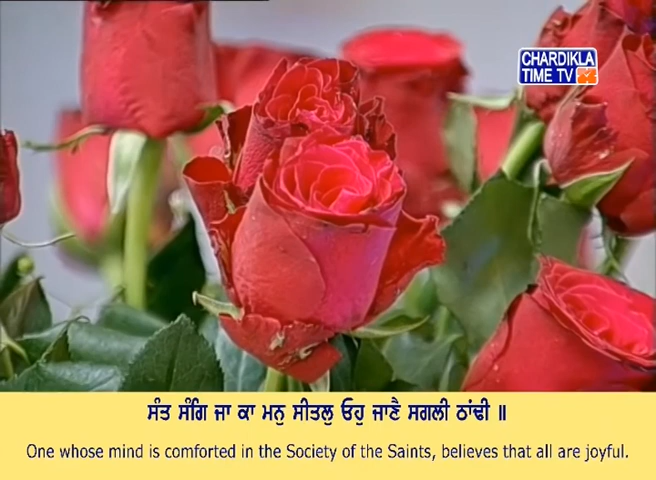 CHARDIKLA
TIME TV
ਸੰਤ ਸੰਗਿ ਜਾ ਕਾ ਮਨੁ ਸੀਤਲੁ ਓਹੁ ਜਾਣੈ ਸਗਲੀ ਠਾਂਢੀ ॥
One whose mind is comforted in the Society of the Saints, believes that all are joyful.